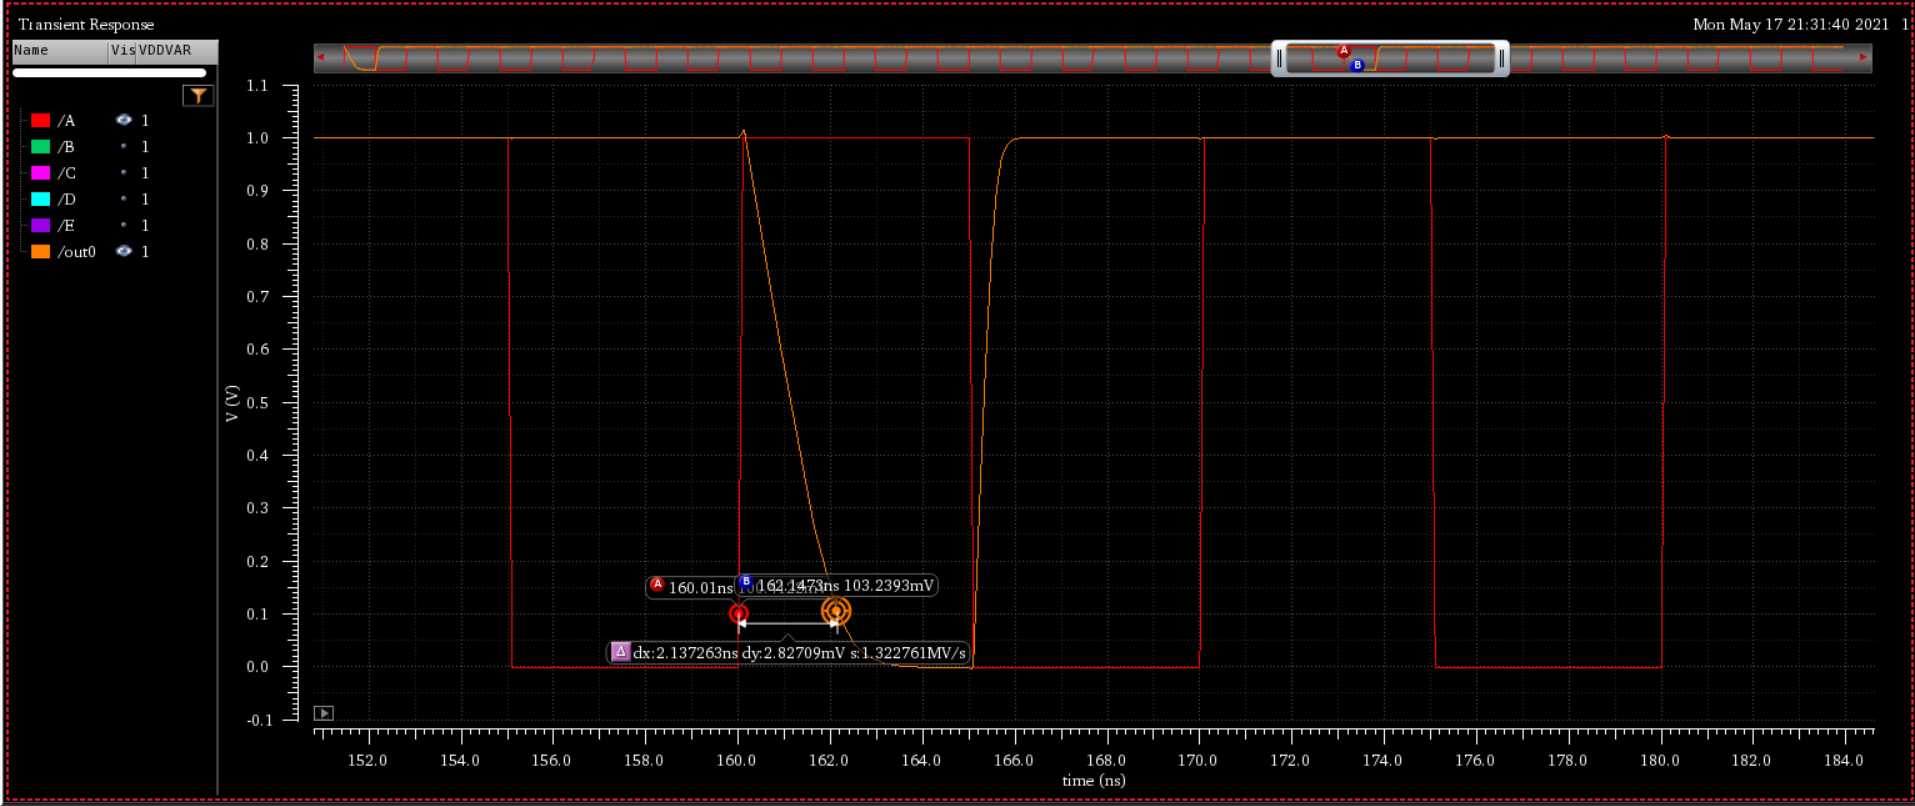 Transient Response
Mon May 17 21:31:40 2021 1
Name Vis VDDVAR
/A 1
/B 1
/C 1
/D 1
/E 1
/out0 1
A
B
1.1
1.0
0.9
0.8
0.7
0.6
0.5
0.4
0.3
0.2
0.1
0.0
-0.1
V (V)
A 160.01ns
B 162.1473ns 103.2393mV
Δ dx:2.137263ns dy:2.82709mV s:1.322761MV/s
152.0 154.0 156.0 158.0 160.0 162.0 164.0 166.0 168.0 170.0 172.0 174.0 176.0 178.0 180.0 182.0 184.0
time (ns)